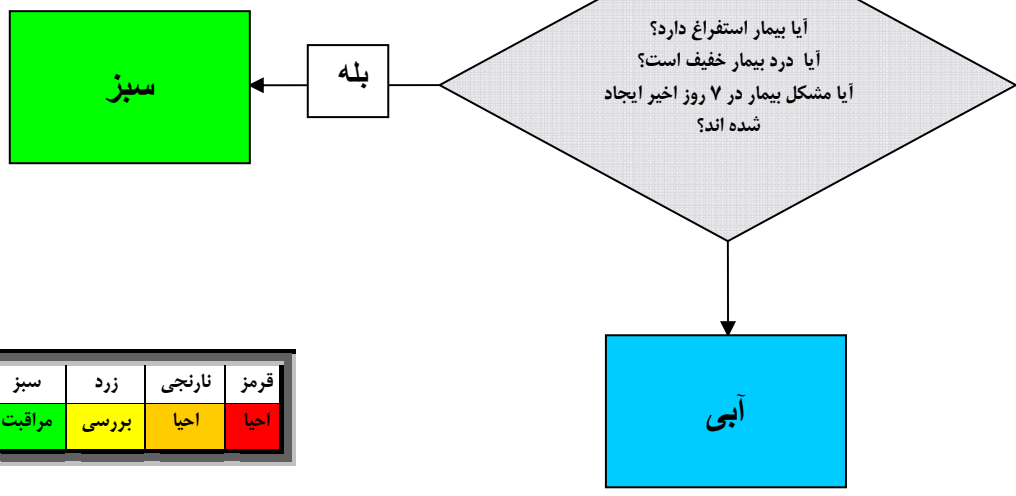 آیا بیمار استفراغ دارد؟
آیا درد بیمار خفیف است؟
آیا مشکل بیمار در ۷ روز اخیر ایجاد
شده اند؟
بله
سبز
آبی
قرمز نارنجی زرد سبز
احیا احیا بررسی مراقبت